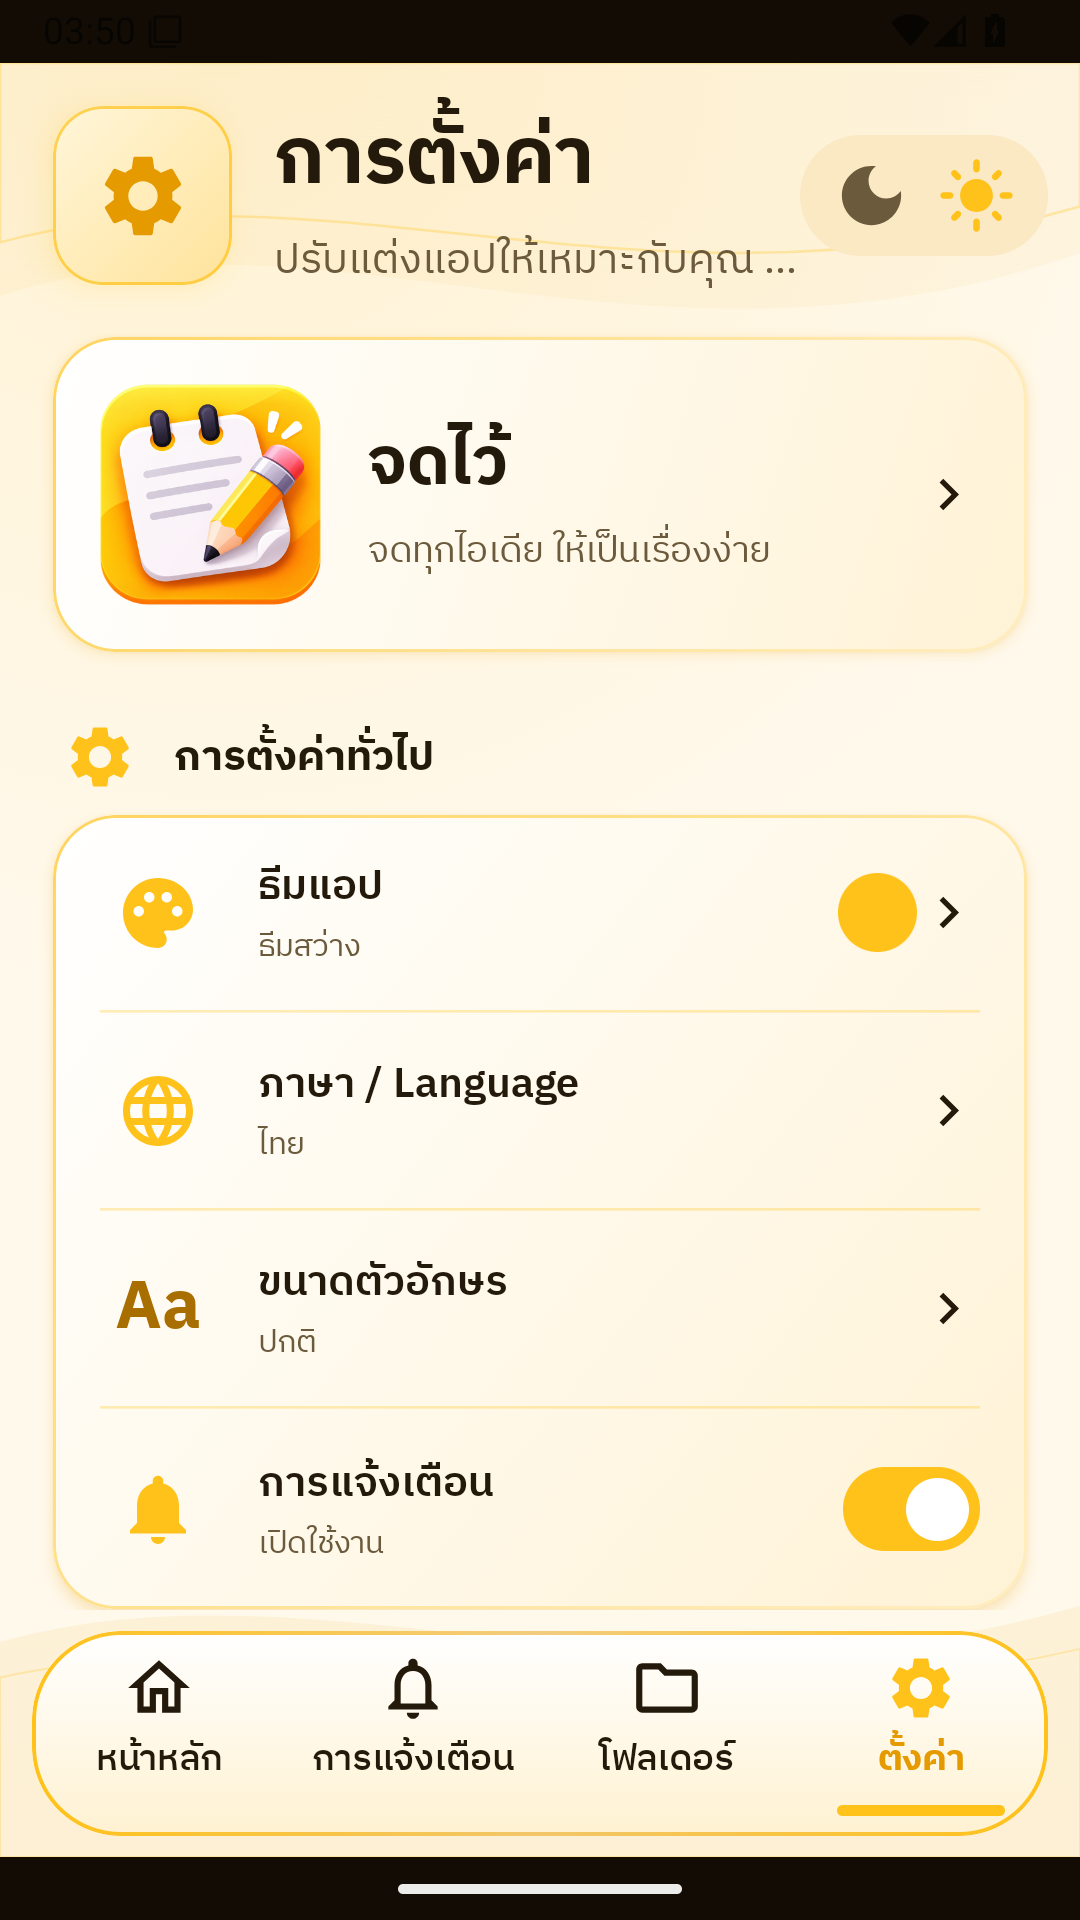 03:50
การตั้งค่า
ปรับแต่งแอปให้เหมาะกับคุณ ...
จดไว้
จดทุกไอเดีย ให้เป็นเรื่องง่าย
การตั้งค่าทั่วไป
ธีมแอป
ธีมสว่าง
ภาษา / Language
ไทย
Aa
ขนาดตัวอักษร
ปกติ
การแจ้งเตือน
เปิดใช้งาน
หน้าหลัก
การแจ้งเตือน
โฟลเดอร์
ตั้งค่า